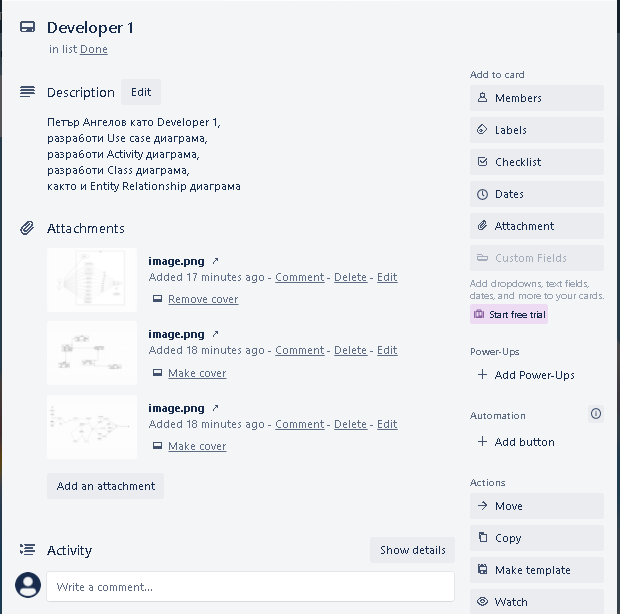 Developer 1
in list Done
Description Edit
Петър Ангелов като Developer 1,
разработи Use case диаграма,
разработи Activity диаграма,
разработи Class диаграма,
както и Entity Relationship диаграма
Attachments
image.png ↗
Added 17 minutes ago - Comment - Delete - Edit
Remove cover
image.png ↗
Added 18 minutes ago - Comment - Delete - Edit
Make cover
image.png ↗
Added 18 minutes ago - Comment - Delete - Edit
Make cover
Add an attachment
Activity Show details
Write a comment...
Add to card
Members
Labels
Checklist
Dates
Attachment
Custom Fields
Add dropdowns, text fields,
dates, and more to your cards.
Start free trial
Power-Ups
+ Add Power-Ups
Automation
+ Add button
Actions
Move
Copy
Make template
Watch